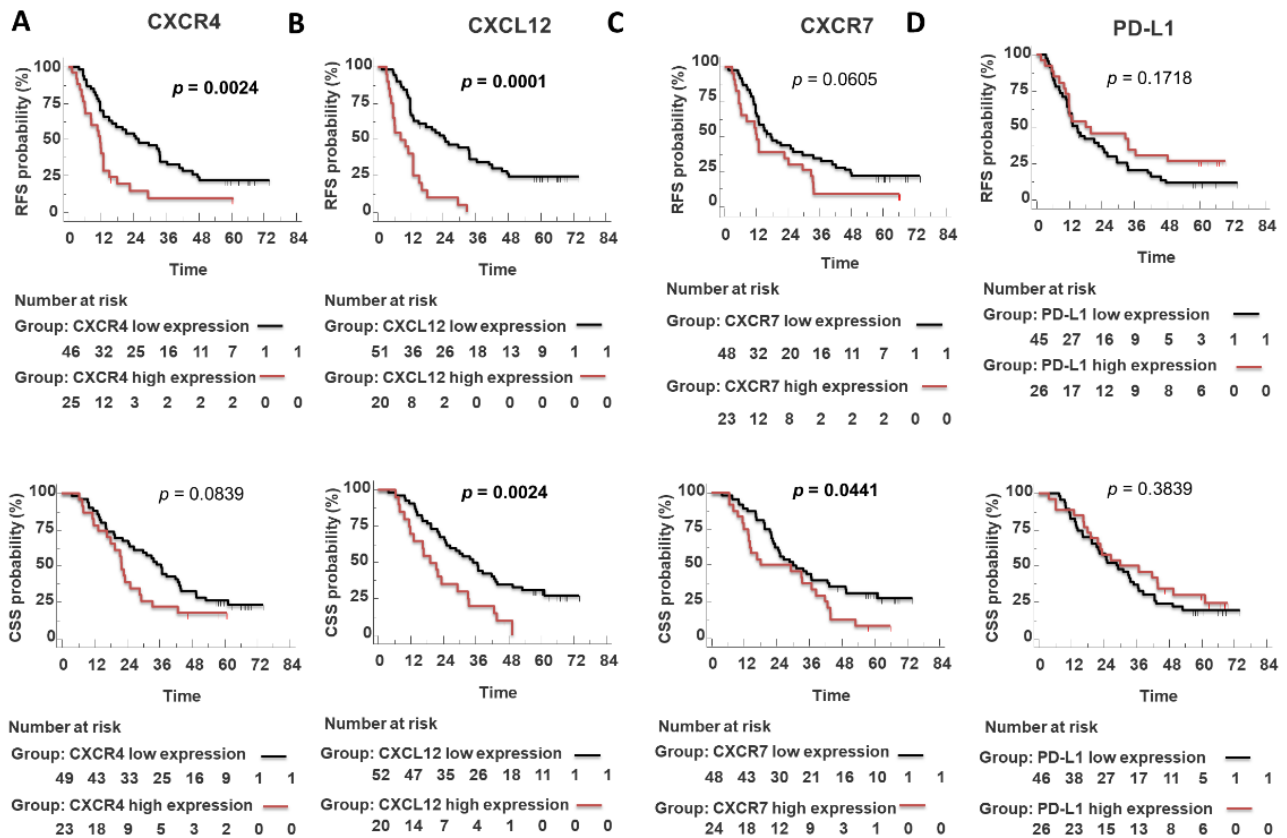 A CXCR4 B CXCL12 C CXCR7 D PD-L1
RFS probability (%)
100
75
50
25
0
p = 0.0024
0 12 24 36 48 60 72 84
Time
RFS probability (%)
100
75
50
25
0
p = 0.0001
0 12 24 36 48 60 72 84
Time
RFS probability (%)
100
75
50
25
0
p = 0.0605
0 12 24 36 48 60 72 84
Time
RFS probability (%)
100
75
50
25
0
p = 0.1718
0 12 24 36 48 60 72 84
Time
Number at risk
Group: CXCR4 low expression
46 32 25 16 11 7 1 1
Group: CXCR4 high expression
25 12 3 2 2 2 0 0
Number at risk
Group: CXCL12 low expression
51 36 26 18 13 9 1 1
Group: CXCL12 high expression
20 8 2 0 0 0 0 0
Number at risk
Group: CXCR7 low expression
48 32 20 16 11 7 1 1
Group: CXCR7 high expression
23 12 8 2 2 2 0 0
Number at risk
Group: PD-L1 low expression
45 27 16 9 5 3 1 1
Group: PD-L1 high expression
26 17 12 9 8 6 0 0
CSS probability (%)
100
75
50
25
0
p = 0.0839
0 12 24 36 48 60 72 84
Time
CSS probability (%)
100
75
50
25
0
p = 0.0024
0 12 24 36 48 60 72 84
Time
CSS probability (%)
100
75
50
25
0
p = 0.0441
0 12 24 36 48 60 72 84
Time
CSS probability (%)
100
75
50
25
0
p = 0.3839
0 12 24 36 48 60 72 84
Time
Number at risk
Group: CXCR4 low expression
49 43 33 25 16 9 1 1
Group: CXCR4 high expression
23 18 9 5 3 2 0 0
Number at risk
Group: CXCL12 low expression
52 47 35 26 18 11 1 1
Group: CXCL12 high expression
20 14 7 4 1 0 0 0
Number at risk
Group: CXCR7 low expression
48 43 30 21 16 10 1 1
Group: CXCR7 high expression
24 18 12 9 3 1 0 0
Number at risk
Group: PD-L1 low expression
46 38 27 17 11 5 1 1
Group: PD-L1 high expression
26 23 15 13 8 6 0 0